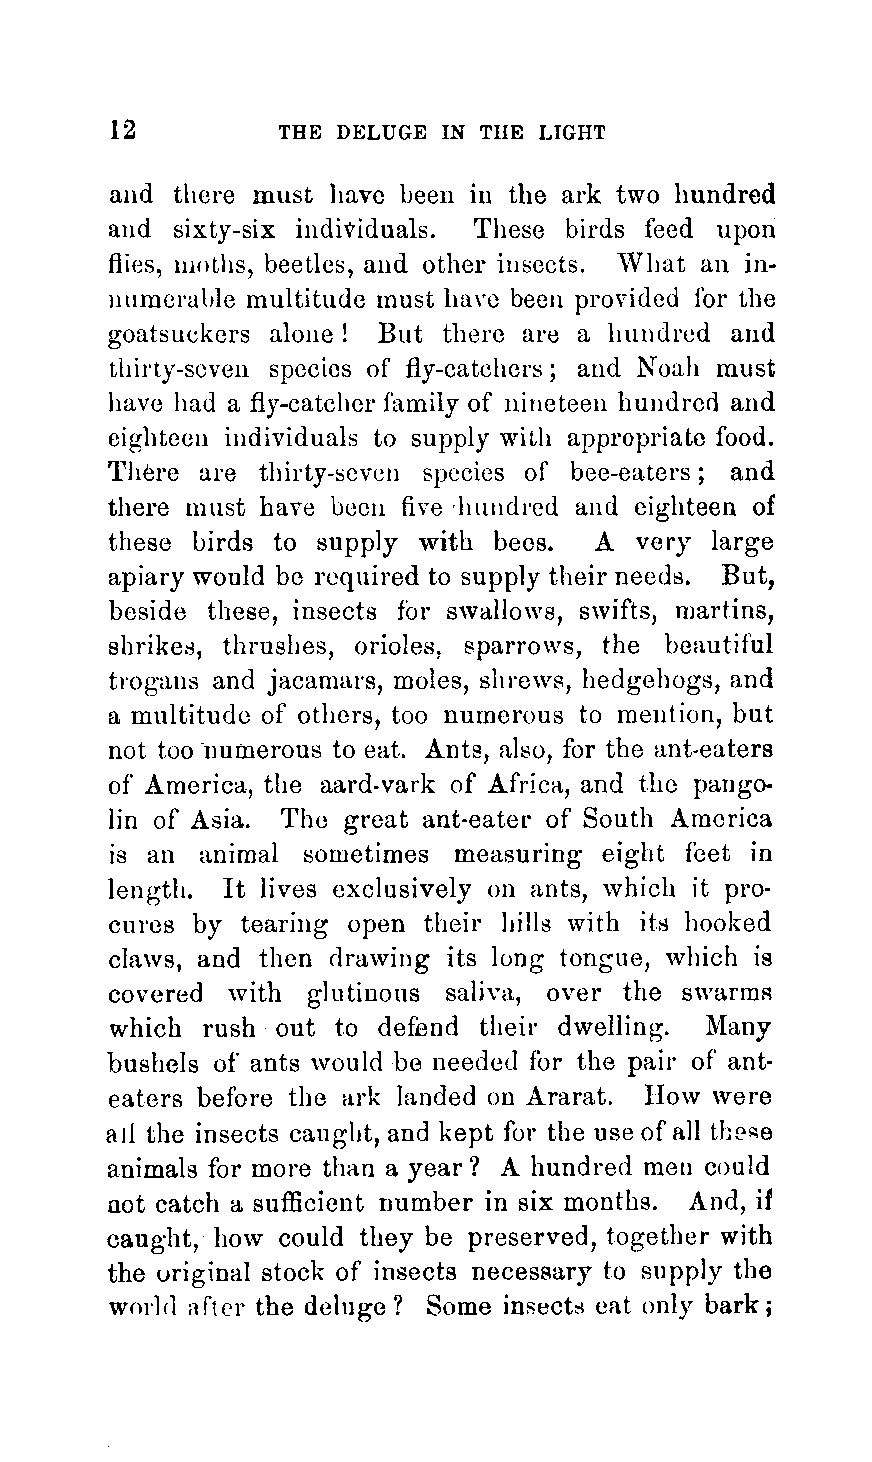 12 THE DELUGE IN THE LIGHT
and there must have been in the ark two hundred
and sixty-six individuals. These birds feed upon
flies, moths, beetles, and other insects. What an in-
numerable multitude must have been provided for the
goatsuckers alone! But there are a hundred and
thirty-seven species of fly-catchers; and Noah must
have had a fly-catcher family of nineteen hundred and
eighteen individuals to supply with appropriate food.
There are thirty-seven species of bee-eaters; and
there must have been five hundred and eighteen of
these birds to supply with bees. A very large
apiary would be required to supply their needs. But,
beside these, insects for swallows, swifts, martins,
shrikes, thrushes, orioles, sparrows, the beautiful
trogans and jacamars, moles, shrews, hedgehogs, and
a multitude of others, too numerous to mention, but
not too numerous to eat. Ants, also, for the ant-eaters
of America, the aard-vark of Africa, and the pango-
lin of Asia. The great ant-eater of South America
is an animal sometimes measuring eight feet in
length. It lives exclusively on ants, which it pro-
cures by tearing open their hills with its hooked
claws, and then drawing its long tongue, which is
covered with glutinous saliva, over the swarms
which rush out to defend their dwelling. Many
bushels of ants would be needed for the pair of ant-
eaters before the ark landed on Ararat. How were
all the insects caught, and kept for the use of all these
animals for more than a year? A hundred men could
not catch a sufficient number in six months. And, if
caught, how could they be preserved, together with
the original stock of insects necessary to supply the
world after the deluge? Some insects eat only bark;